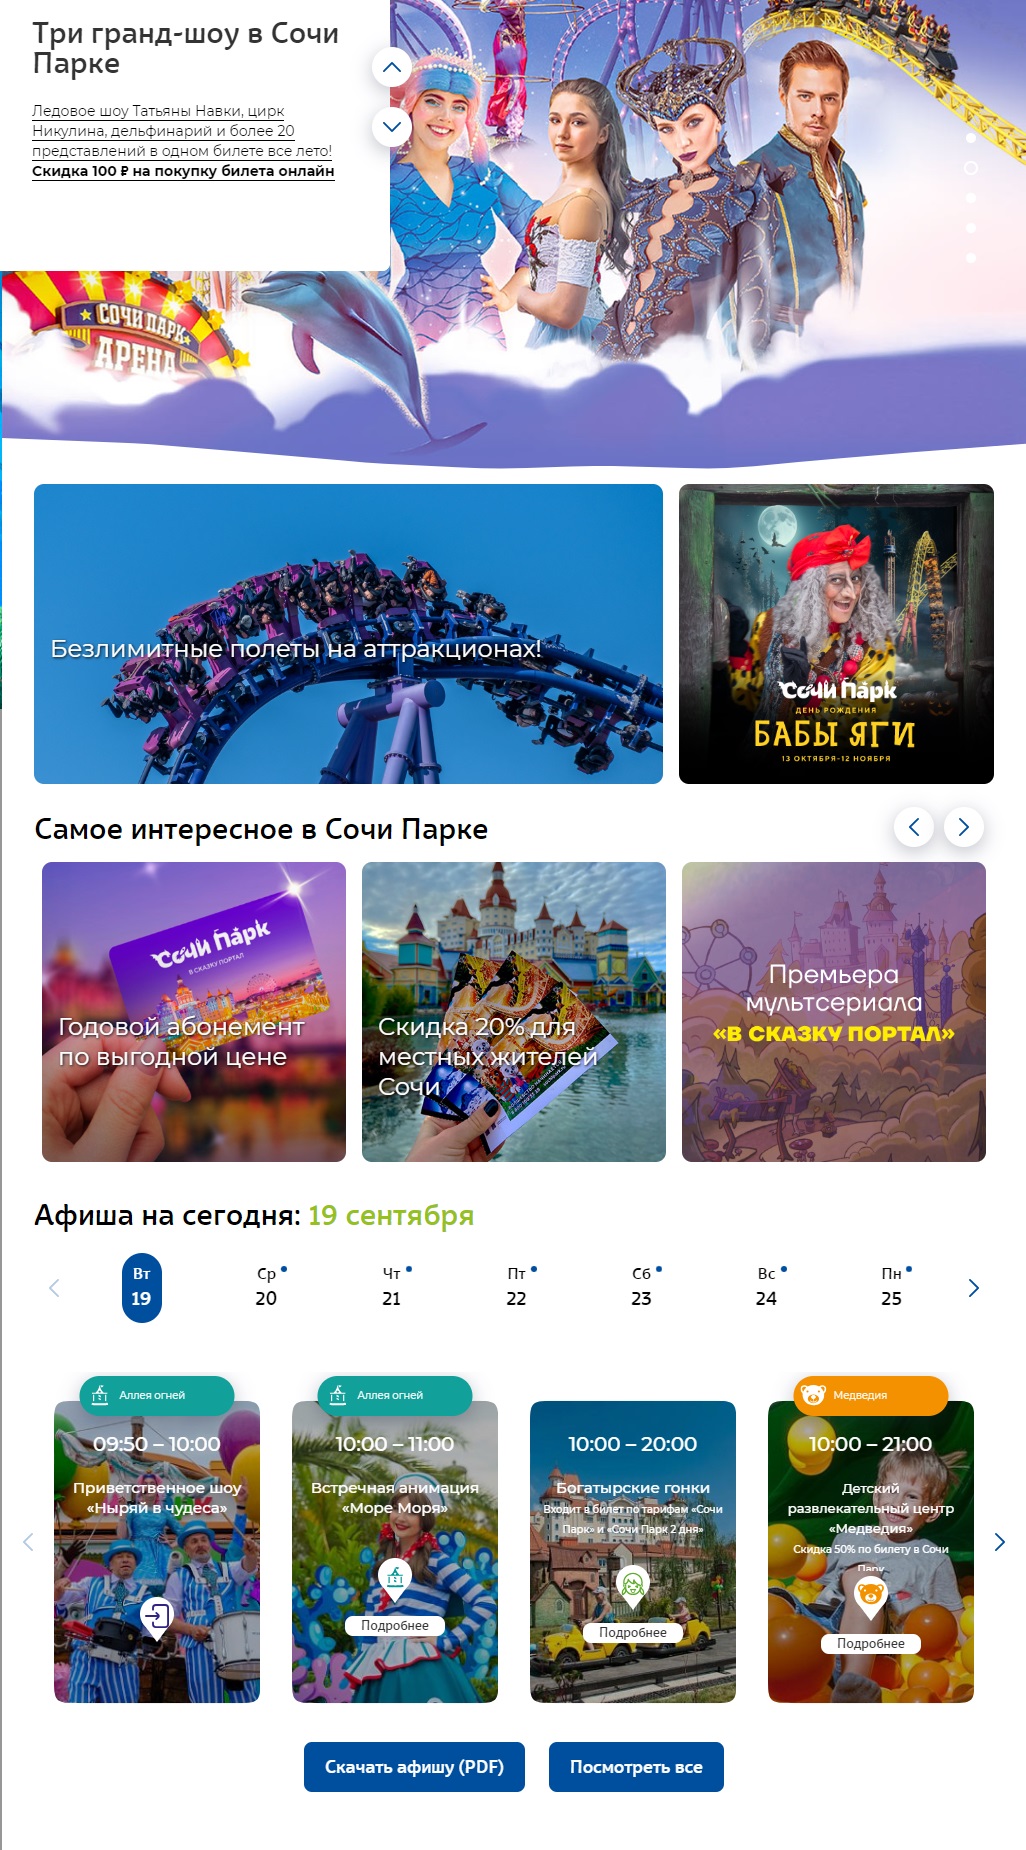 Три гранд-шоу в Сочи
Парке
Ледовое шоу Татьяны Навки, цирк
Никулина, дельфинарий и более 20
представлений в одном билете все лето!
Скидка 100 ₽ на покупку билета онлайн
СОЧИ ПАРК
АРЕНА
Безлимитные полеты на аттракционах!
Сочи Парк
ДЕНЬ РОЖДЕНИЯ
БАБЫ ЯГИ
13 ОКТЯБРЯ-12 НОЯБРЯ
Самое интересное в Сочи Парке
Сочи Парк
В СКАЗКУ ПОРТАЛ
Годовой абонемент
по выгодной цене
Скидка 20% для
местных жителей
Сочи
Премьера
мультсериала
«В СКАЗКУ ПОРТАЛ»
Афиша на сегодня: 19 сентября
Вт Ср Чт Пт Сб Вс Пн
19 20 21 22 23 24 25
Аллея огней
09:50 – 10:00
Приветственное шоу
«Ныряй в чудеса»
Аллея огней
10:00 – 11:00
Встречная анимация
«Море Моря»
Подробнее
10:00 – 20:00
Богатырские гонки
Входит в билет по тарифам «Сочи
Парк» и «Сочи Парк 2 дня»
Подробнее
Медведия
10:00 – 21:00
Детский
развлекательный центр
«Медведия»
Скидка 50% по билету в Сочи
Парк
Подробнее
Скачать афишу (PDF)
Посмотреть все